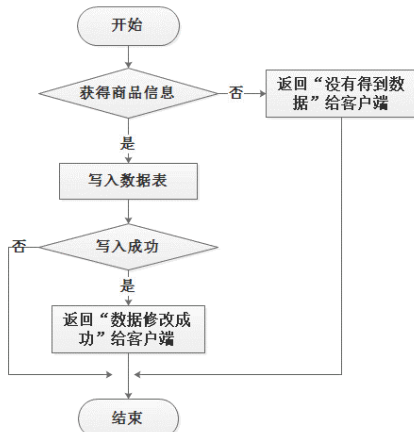 开始
获得商品信息
否
返回“没有得到数
据”给客户端
是
写入数据表
否
写入成功
是
返回“数据修改成
功”给客户端
结束